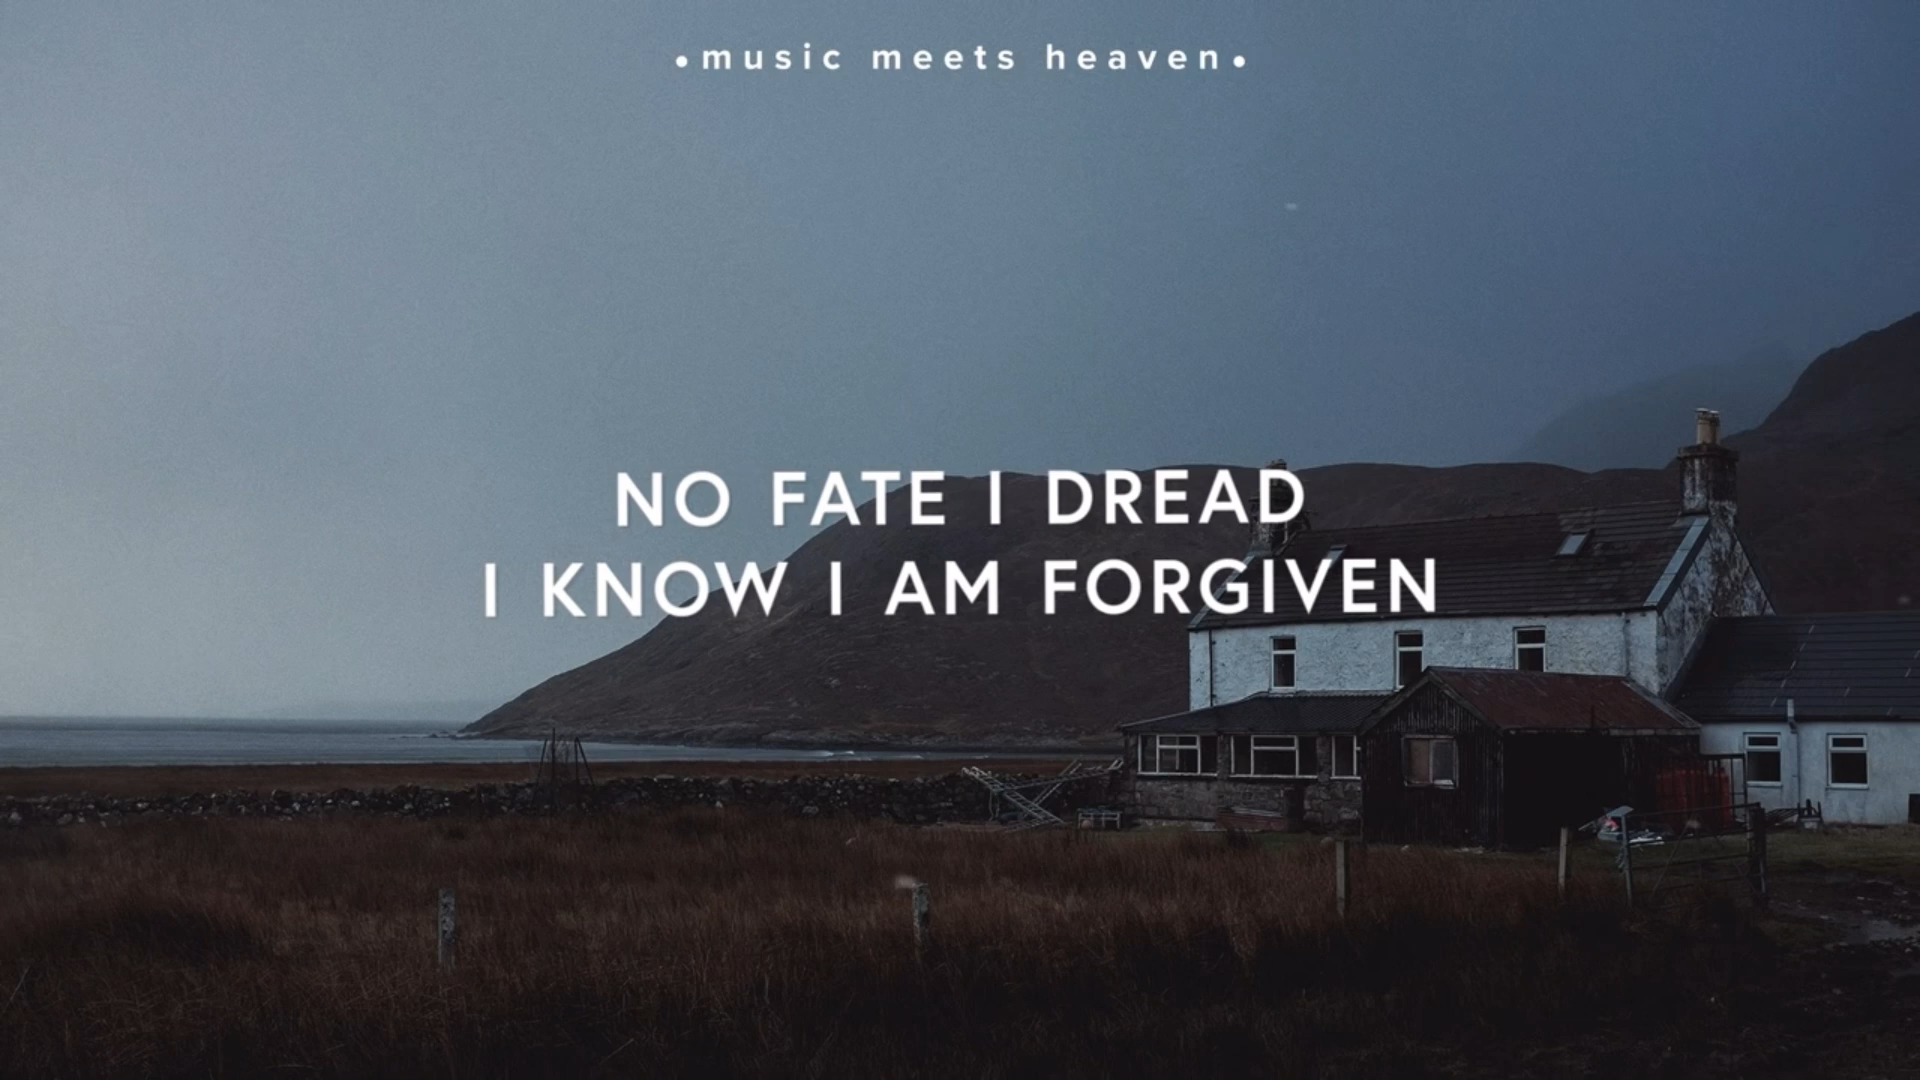 •music meets heaven•
NO FATE I DREAD
I KNOW I AM FORGIVEN